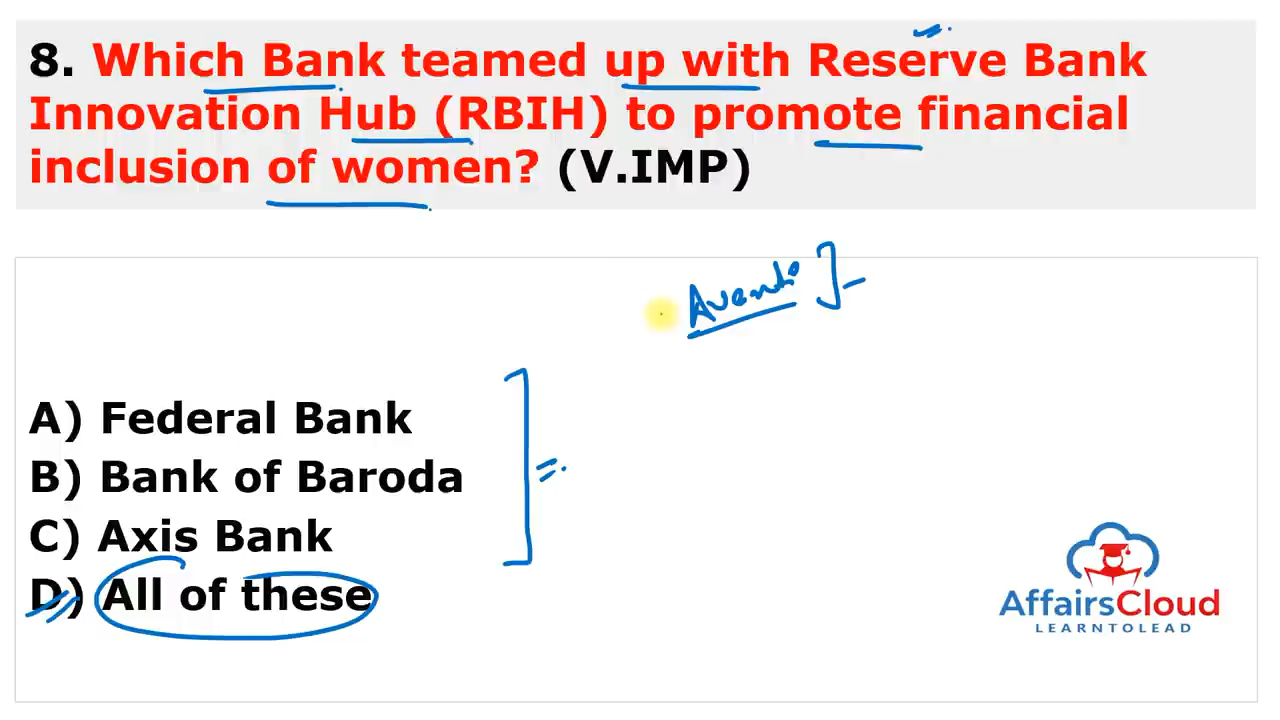 8. Which Bank teamed up with Reserve Bank
Innovation Hub (RBIH) to promote financial
inclusion of women? (V.IMP)
A) Federal Bank
B) Bank of Baroda
C) Axis Bank
D) All of these
AffairsCloud
LEARNTOLEAD